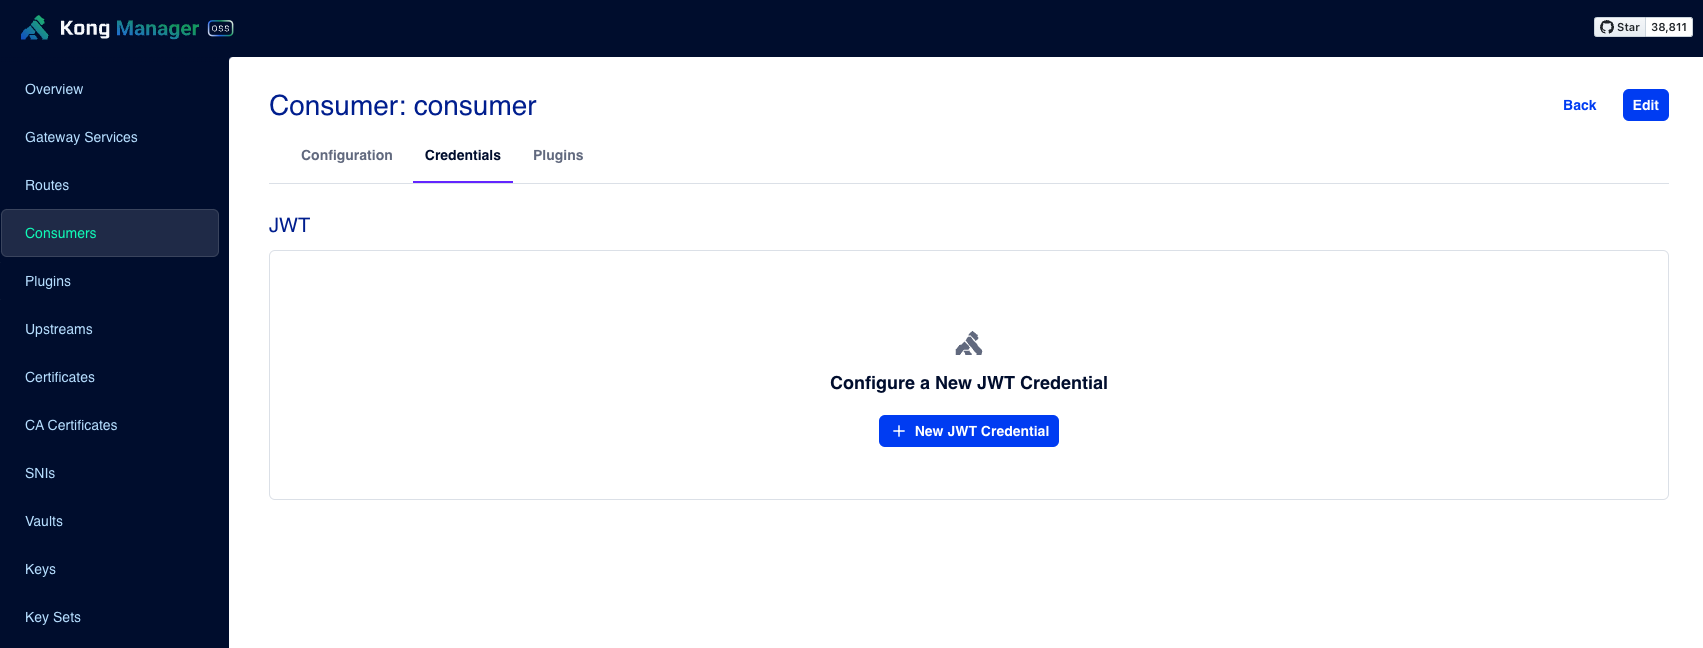 Kong Manager OSS
Star 38,811
Overview
Gateway Services
Routes
Consumers
Plugins
Upstreams
Certificates
CA Certificates
SNIs
Vaults
Keys
Key Sets
Consumer: consumer
Back Edit
Configuration Credentials Plugins
JWT
Configure a New JWT Credential
+ New JWT Credential